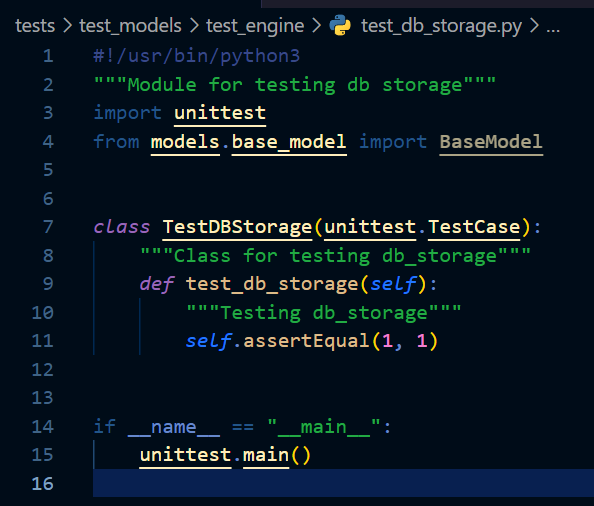 tests > test_models > test_engine > test_db_storage.py > ...
1 #!/usr/bin/python3
2 """Module for testing db storage"""
3 import unittest
4 from models.base_model import BaseModel
5
6
7 class TestDBStorage(unittest.TestCase):
8     """Class for testing db_storage"""
9     def test_db_storage(self):
10         """Testing db_storage"""
11         self.assertEqual(1, 1)
12
13
14 if __name__ == "__main__":
15     unittest.main()
16